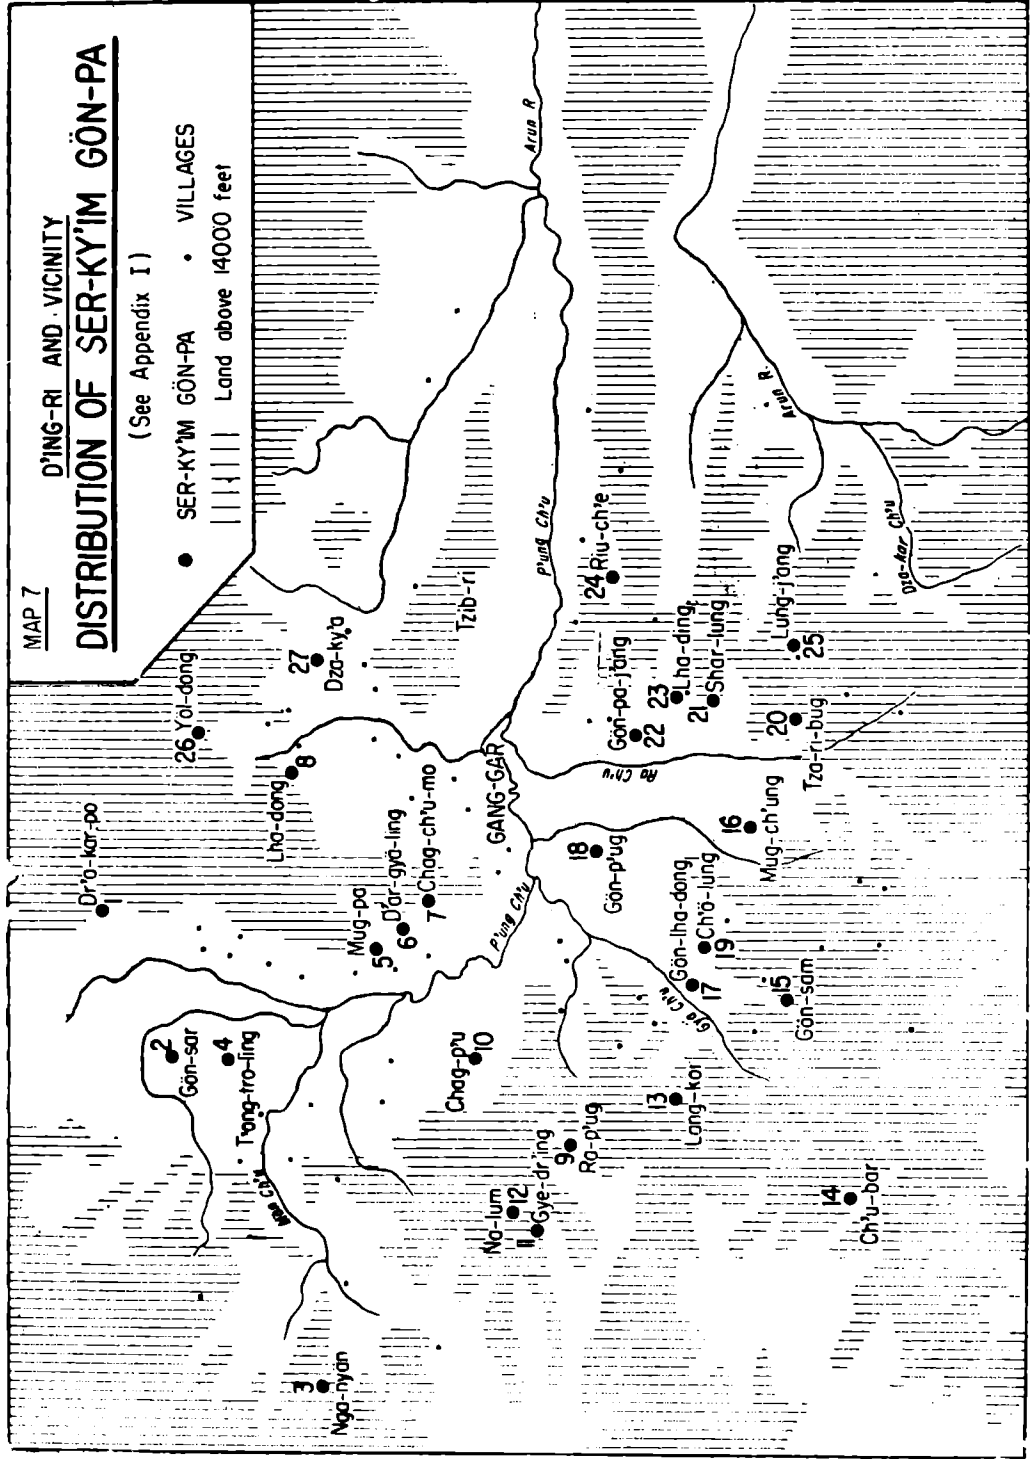 MAP 7
D'ING-RI AND VICINITY
DISTRIBUTION OF SER-KY'IM GÖN-PA
(See Appendix I)
SER-KY'IM GÖN-PA
VILLAGES
Land above 14000 feet
1
Dr'a-kar-po
2
Gön-sar
3
Nga-nyan
4
T'ong-tro-ling
5
Mug-pa
6
D'ar-gyä-ling
7
Chag-ch'u-mo
8
Lha-dong
9
Ra-p'ug
10
Chag-p'u
11
Gye-dr'ing
12
Na-lum
13
Lang-kor
14
Ch'u-bar
15
Gön-sam
16
Mug-ch'ung
17
Gön-lha-dong
18
Gön-p'ug
19
Ch'ö-lung
20
Tza-ri-bug
21
Shar-lung
22
Gön-pa-j'ang
23
Lha-ding
24
Riu-ch'e
25
Lung-j'ang
26
Yol-dong
27
Dza-ky'a
Tzib-ri
GANG-GAR
P'ung Ch'u
P'ung Ch'u
Arun R
Arun R.
Dza-kar Ch'u
Ra Ch'u
Gya Ch'u